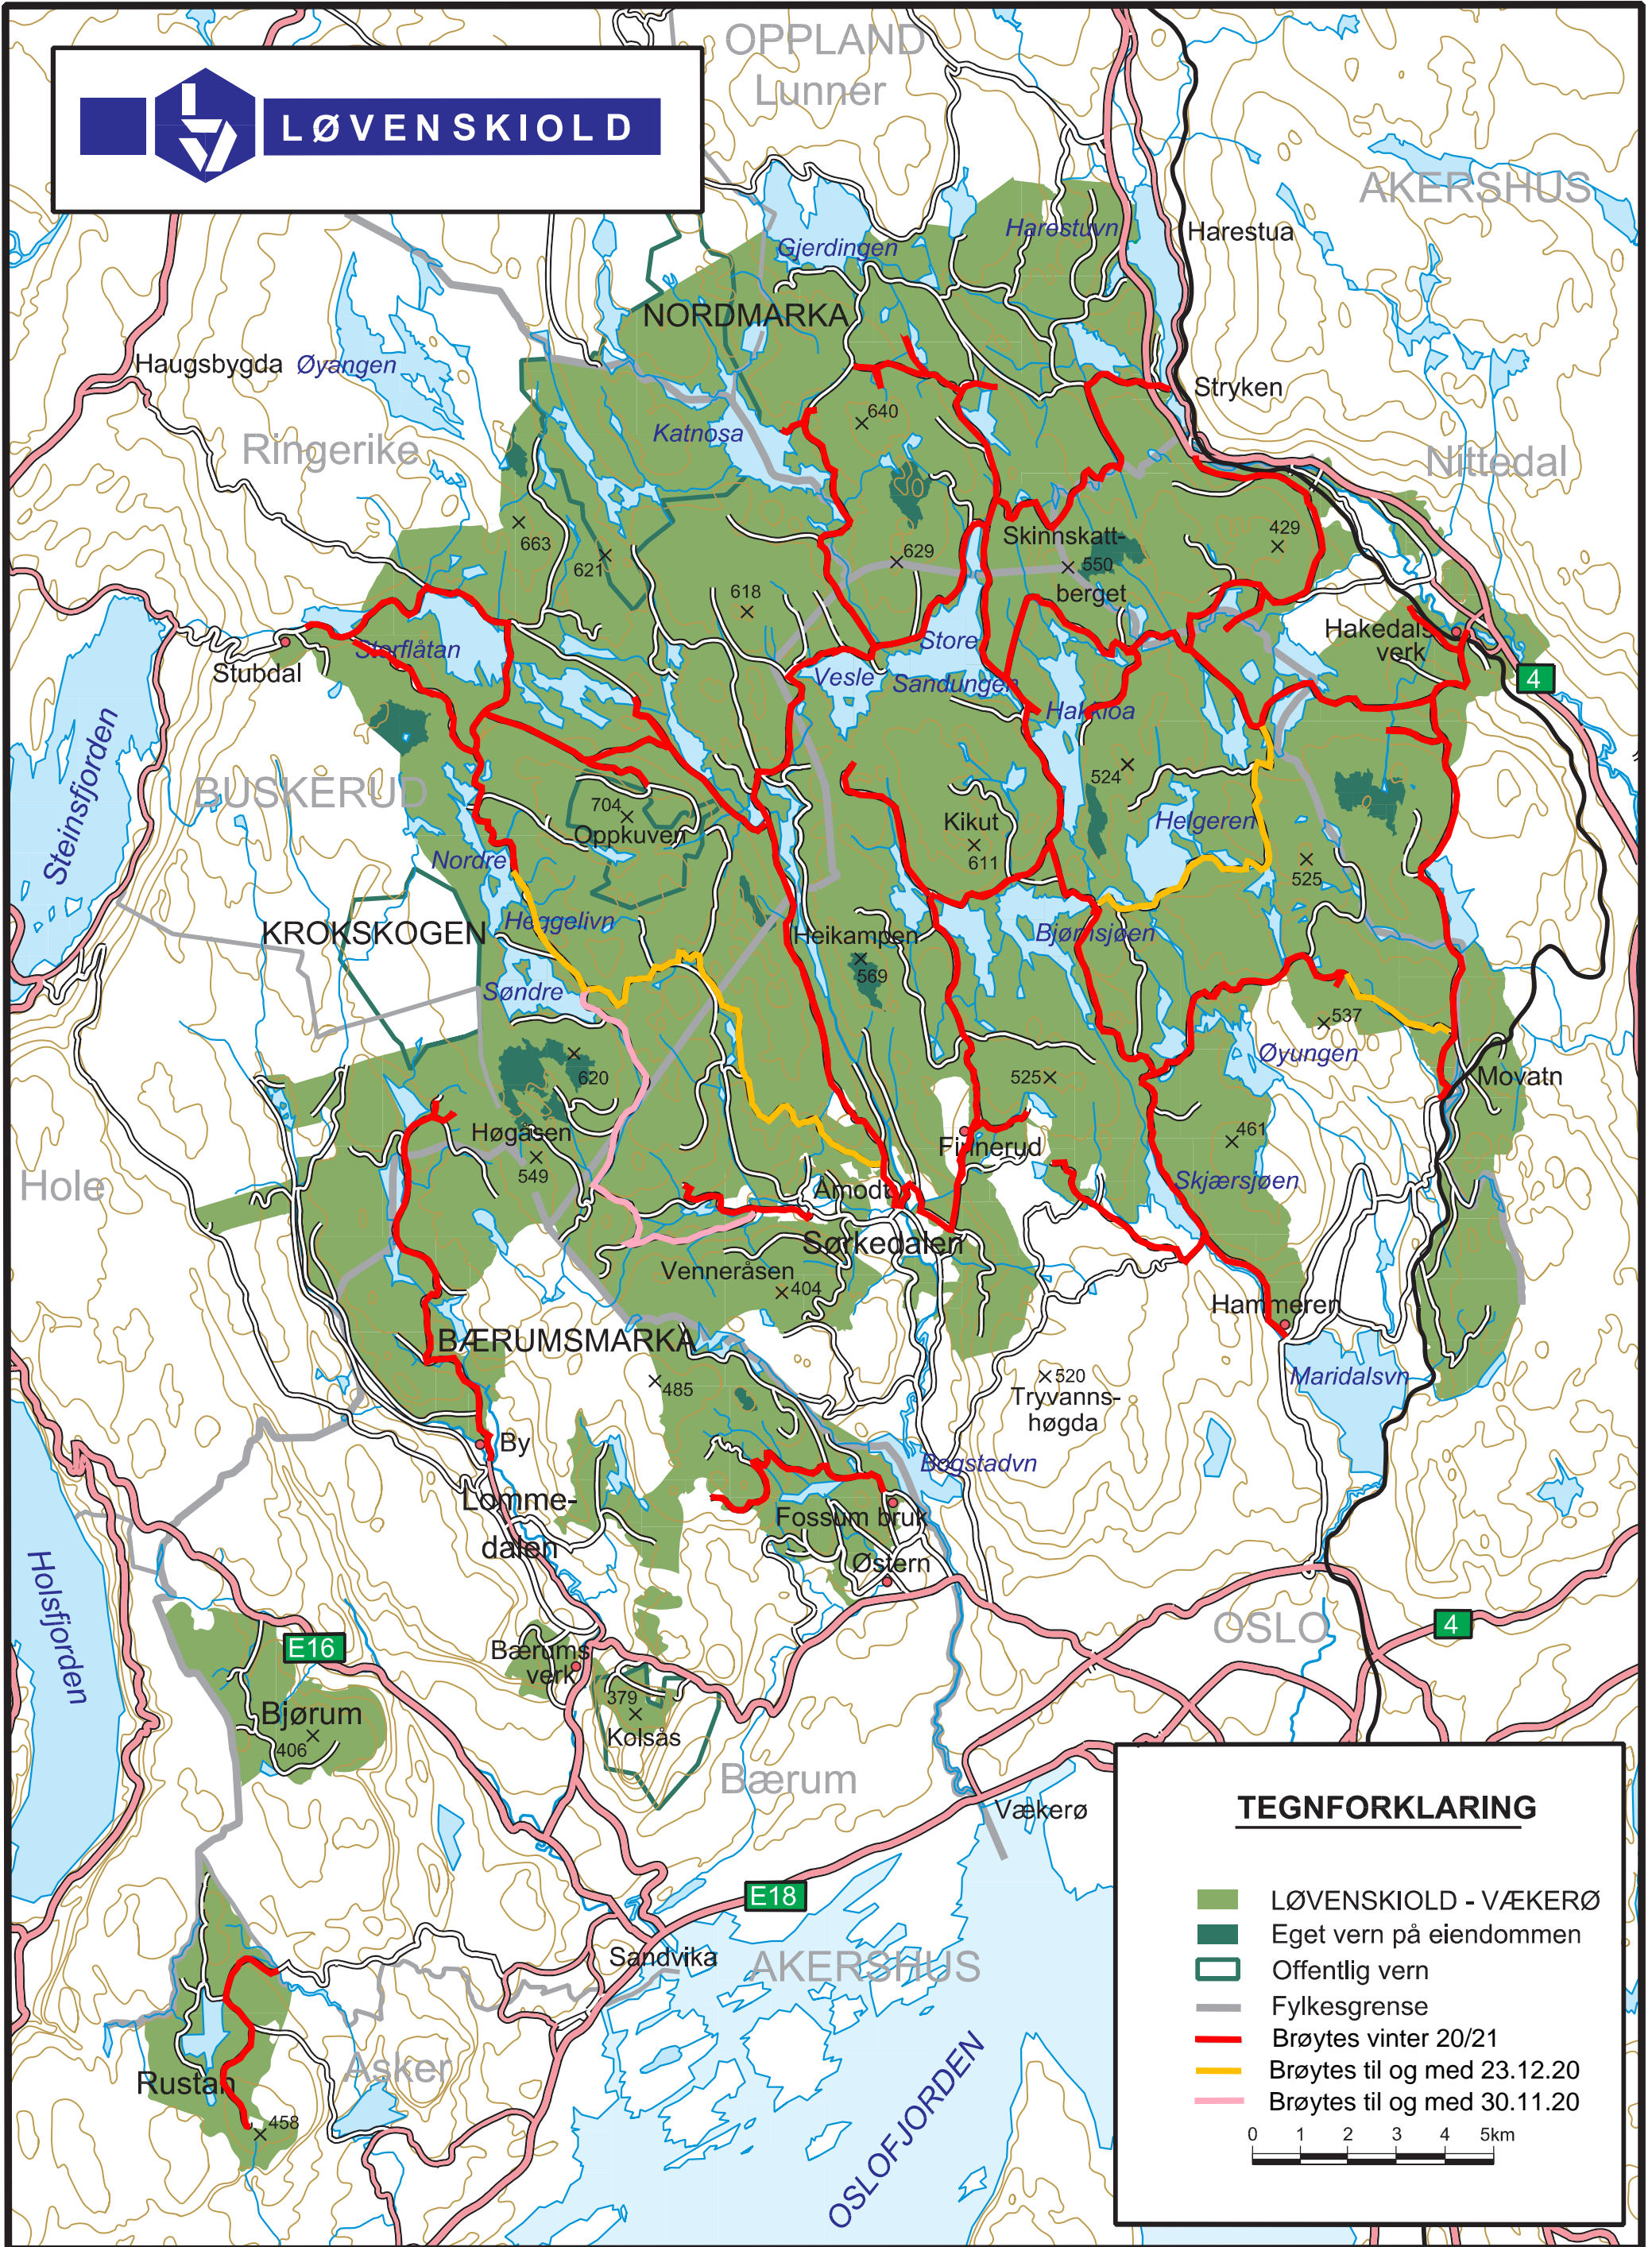 OPPLAND
Lunner
LØVENSKIOLD
AKERSHUS
Harestuvn
Harestua
Gjerdingen
NORDMARKA
Haugsbygda
Øyangen
Stryken
640
Katnosa
Ringerike
Nittedal
663
621
629
Skinnskatt-
550
berget
429
618
Hakedals
verk
Stubdal
Storflåtan
Store
Sandungen
Vesle
4
Hakkloa
Steinsfjorden
BUSKERUD
524
704
Oppkuven
Kikut
611
Helgeren
Nordre
525
KROKSKOGEN
Heggelivn
Heikampen
569
Bjørnsjøen
Søndre
537
Øyungen
620
525
Movatn
Høgåsen
549
Finnerud
461
Hole
Åmodt
Skjærsjøen
Sørkedalen
Venneråsen
404
Hammeren
BÆRUMSMARKA
485
520
Tryvanns-
høgda
Maridalsvn
By
Bogstadvn
Lomme-
dalen
Fossum bruk
Østern
Holsfjorden
OSLO
4
E16
Bærums
verk
379
Kolsås
Bjørum
406
Bærum
Vækerø
E18
Sandvika
AKERSHUS
Asker
Rustan
458
OSLOFJORDEN
TEGNFORKLARING
LØVENSKIOLD - VÆKERØ
Eget vern på eiendommen
Offentlig vern
Fylkesgrense
Brøytes vinter 20/21
Brøytes til og med 23.12.20
Brøytes til og med 30.11.20
0 1 2 3 4 5km